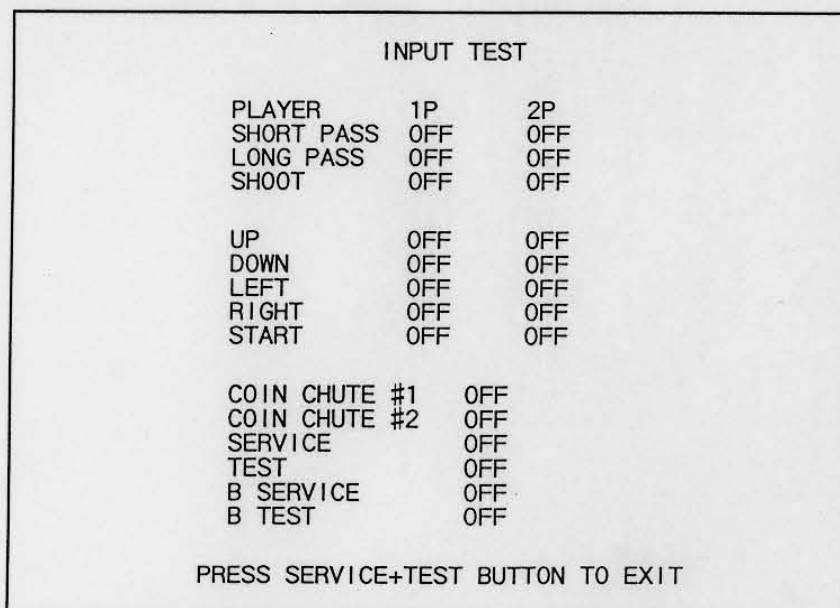 INPUT TEST
PLAYER 1P 2P
SHORT PASS OFF OFF
LONG PASS OFF OFF
SHOOT OFF OFF
UP OFF OFF
DOWN OFF OFF
LEFT OFF OFF
RIGHT OFF OFF
START OFF OFF
COIN CHUTE #1 OFF
COIN CHUTE #2 OFF
SERVICE OFF
TEST OFF
B SERVICE OFF
B TEST OFF
PRESS SERVICE+TEST BUTTON TO EXIT